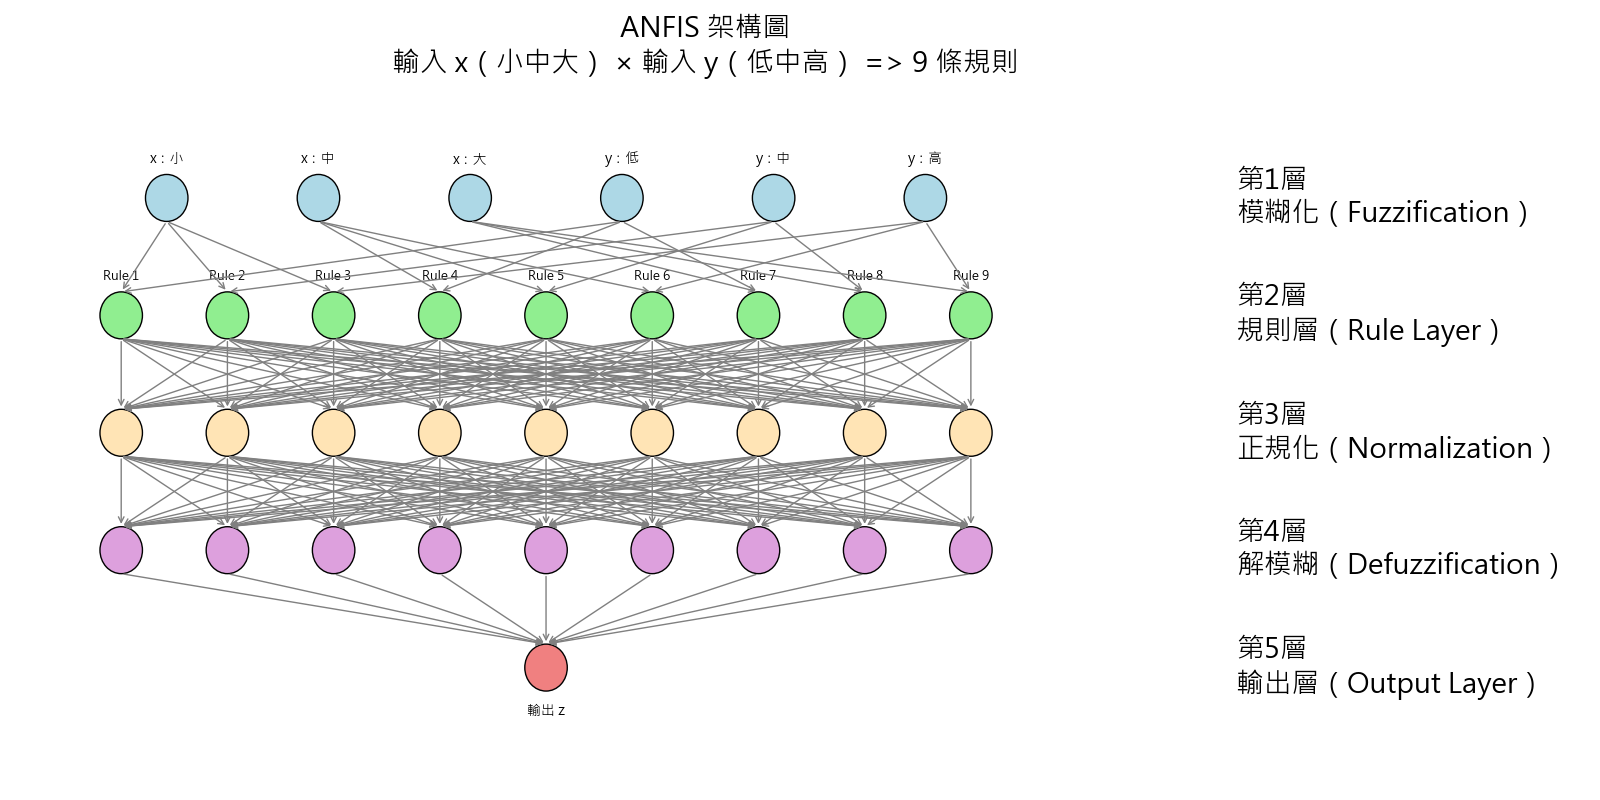 ANFIS 架構圖
輸入 x（小中大） × 輸入 y（低中高） => 9 條規則
x：小
x：中
x：大
y：低
y：中
y：高
第1層
模糊化（Fuzzification）
Rule 1
Rule 2
Rule 3
Rule 4
Rule 5
Rule 6
Rule 7
Rule 8
Rule 9
第2層
規則層（Rule Layer）
第3層
正規化（Normalization）
第4層
解模糊（Defuzzification）
第5層
輸出層（Output Layer）
輸出 z